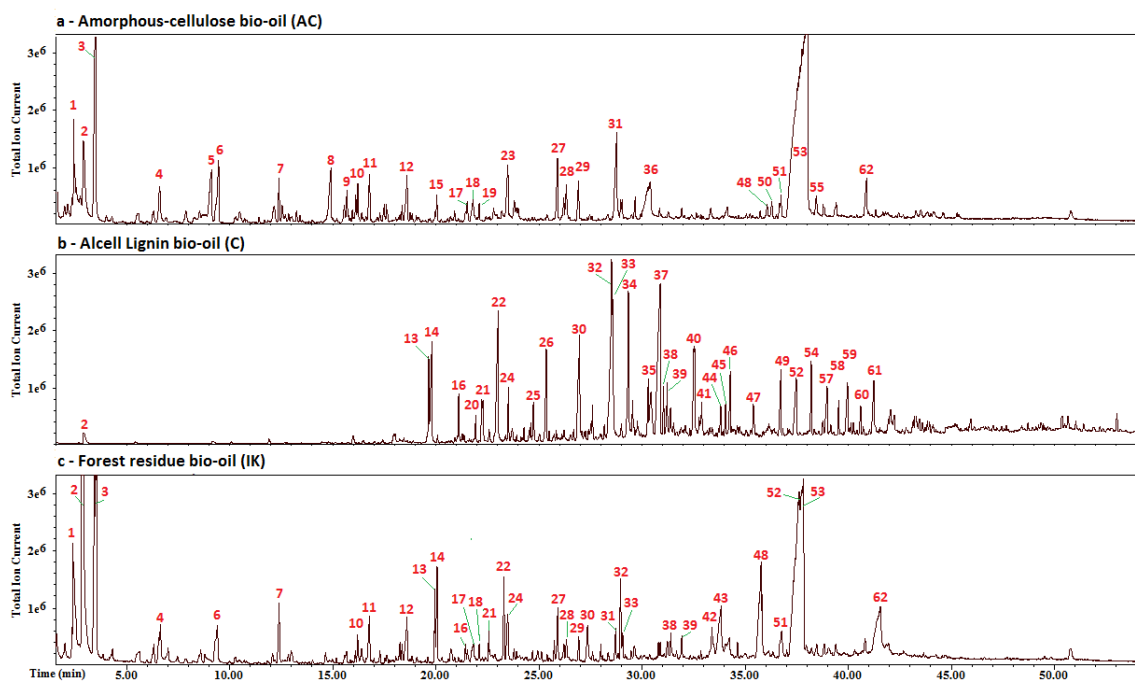 a - Amorphous-cellulose bio-oil (AC)
Total Ion Current
3e6
2e6
1e6
1 2 3 4 5 6 7 8 9 10 11 12 15 17 18 19 23 27 28 29 31 36 48 50 51 53 55 62
b - Alcell Lignin bio-oil (C)
Total Ion Current
3e6
2e6
1e6
2 13 14 16 20 21 22 24 25 26 30 32 33 34 35 37 38 39 40 41 44 45 46 47 49 52 54 57 58 59 60 61
c - Forest residue bio-oil (IK)
Total Ion Current
3e6
2e6
1e6
1 2 3 4 6 7 10 11 12 13 14 16 17 18 21 22 24 27 28 29 30 31 32 33 38 39 42 43 48 51 52 53 62
Time (min) 5.00 10.00 15.00 20.00 25.00 30.00 35.00 40.00 45.00 50.00